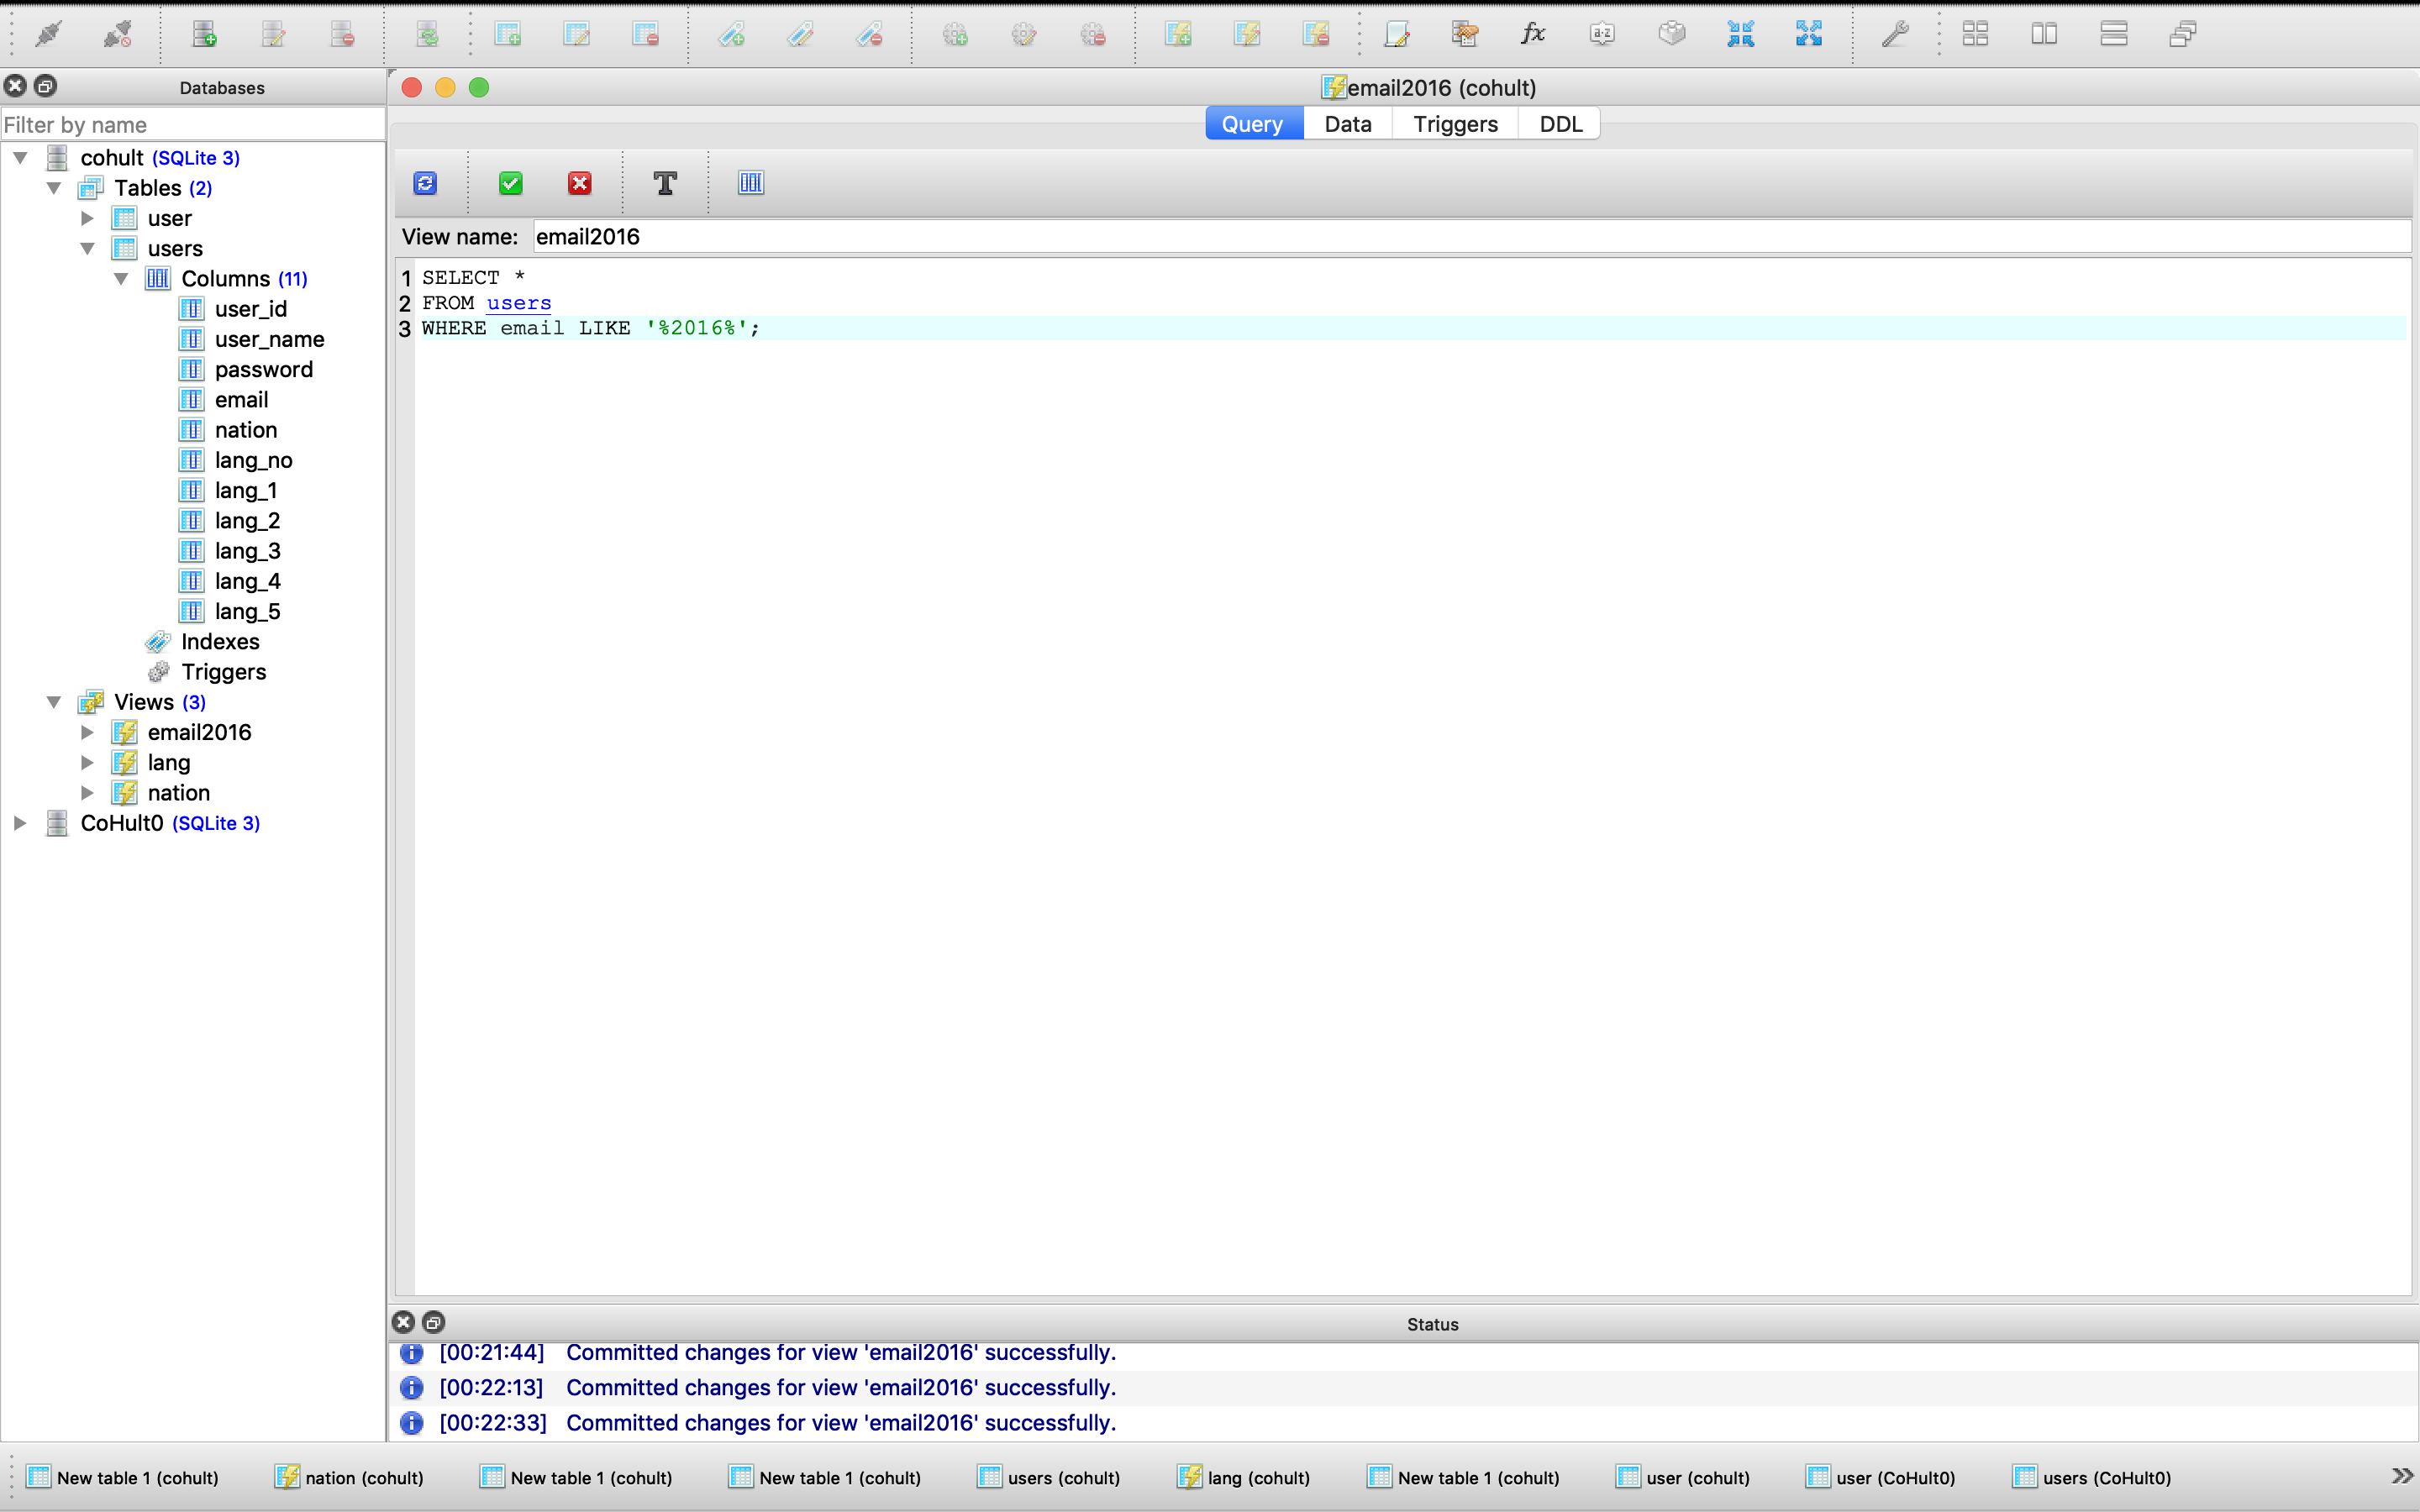 Databases
Filter by name
cohult (SQLite 3)
Tables (2)
user
users
Columns (11)
user_id
user_name
password
email
nation
lang_no
lang_1
lang_2
lang_3
lang_4
lang_5
Indexes
Triggers
Views (3)
email2016
lang
nation
CoHult0 (SQLite 3)
email2016 (cohult)
Query Data Triggers DDL
View name: email2016
1 SELECT *
2 FROM users
3 WHERE email LIKE '%2016%';
Status
[00:21:44] Committed changes for view 'email2016' successfully.
[00:22:13] Committed changes for view 'email2016' successfully.
[00:22:33] Committed changes for view 'email2016' successfully.
New table 1 (cohult) nation (cohult) New table 1 (cohult) New table 1 (cohult) users (cohult) lang (cohult) New table 1 (cohult) user (cohult) user (CoHult0) users (CoHult0)